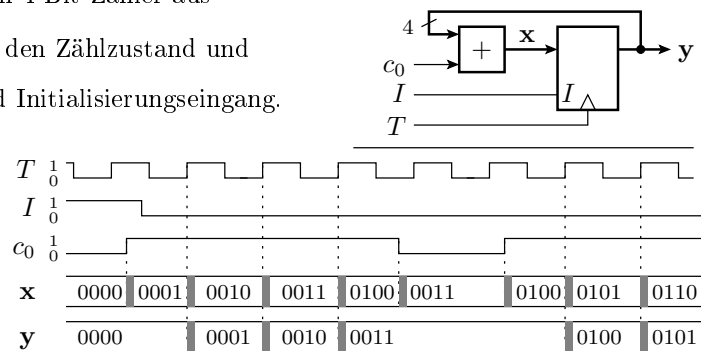 4 Bit Zähler aus
den Zählzustand und
Initialisierungseingang.
4
+
x
y
c0
I
I
T
T 1 0
I 1 0
c0 1 0
x 0000 0001 0010 0011 0100 0011 0100 0101 0110
y 0000 0001 0010 0011 0100 0101